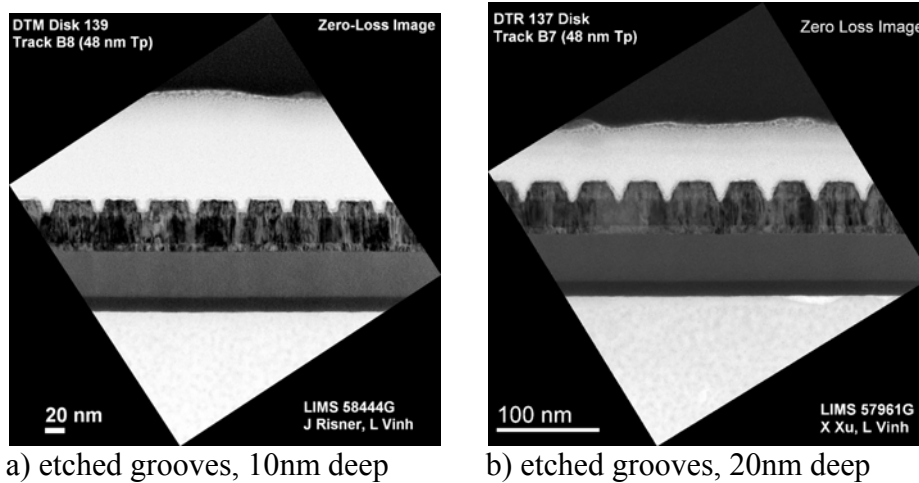 DTM Disk 139
Track B8 (48 nm Tp)
Zero-Loss Image
20 nm
LIMS 58444G
J Risner, L Vinh
a) etched grooves, 10nm deep
DTR 137 Disk
Track B7 (48 nm Tp)
Zero Loss Image
100 nm
LIMS 57961G
X Xu, L Vinh
b) etched grooves, 20nm deep